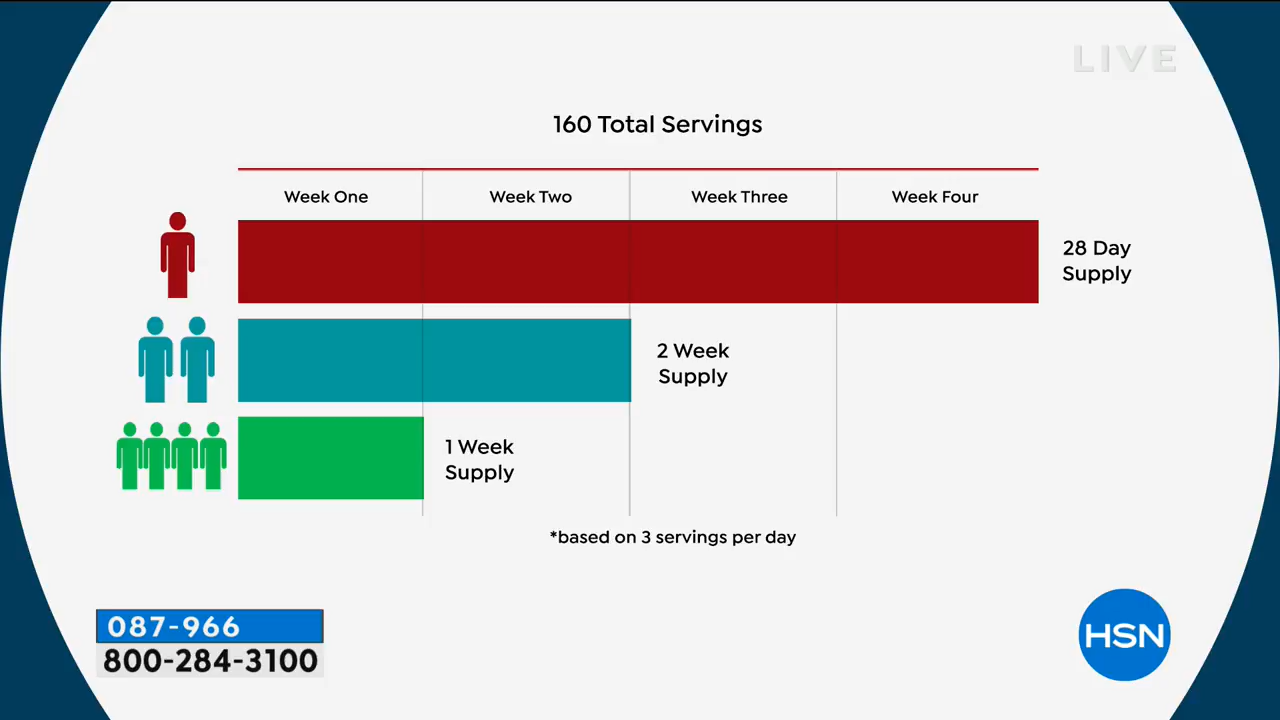 LIVE
160 Total Servings
Week One
Week Two
Week Three
Week Four
28 Day
Supply
2 Week
Supply
1 Week
Supply
*based on 3 servings per day
087-966
800-284-3100
HSN